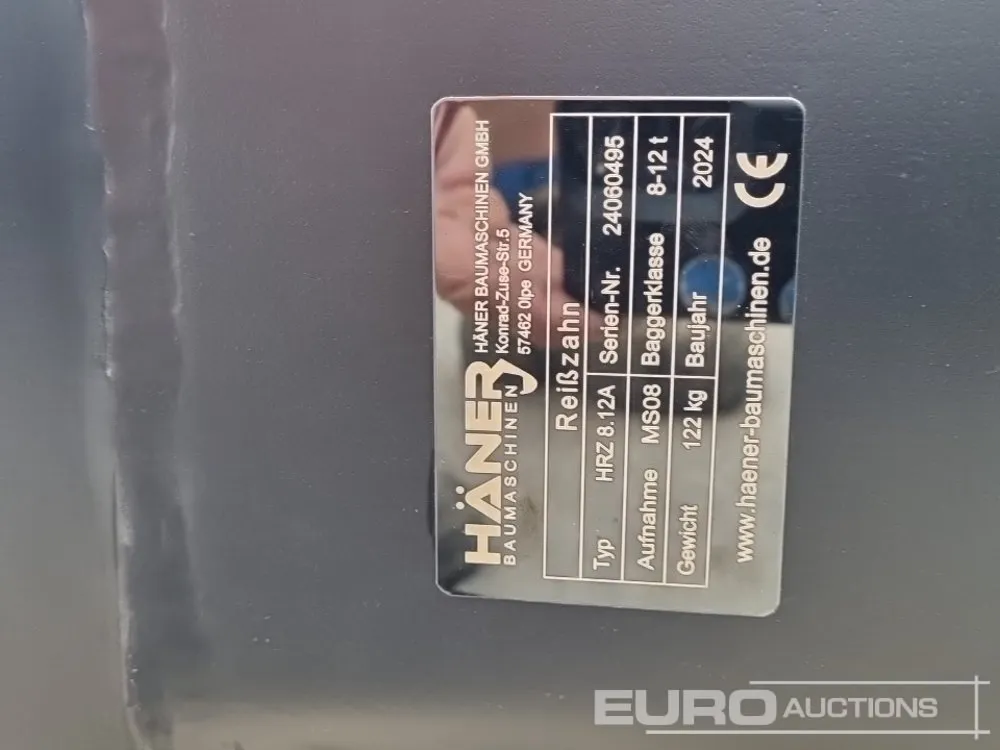 HÄNER
BAUMASCHINEN
HÄNER BAUMASCHINEN GMBH
Konrad-Zuse-Str.5
57462 Olpe GERMANY
Reißzahn
Typ HRZ 8.12A Serien-Nr. 24060495
Aufnahme MS08 Baggerklasse 8-12 t
Gewicht 122 kg Baujahr 2024
www.haener-baumaschinen.de CE
EURO AUCTIONS